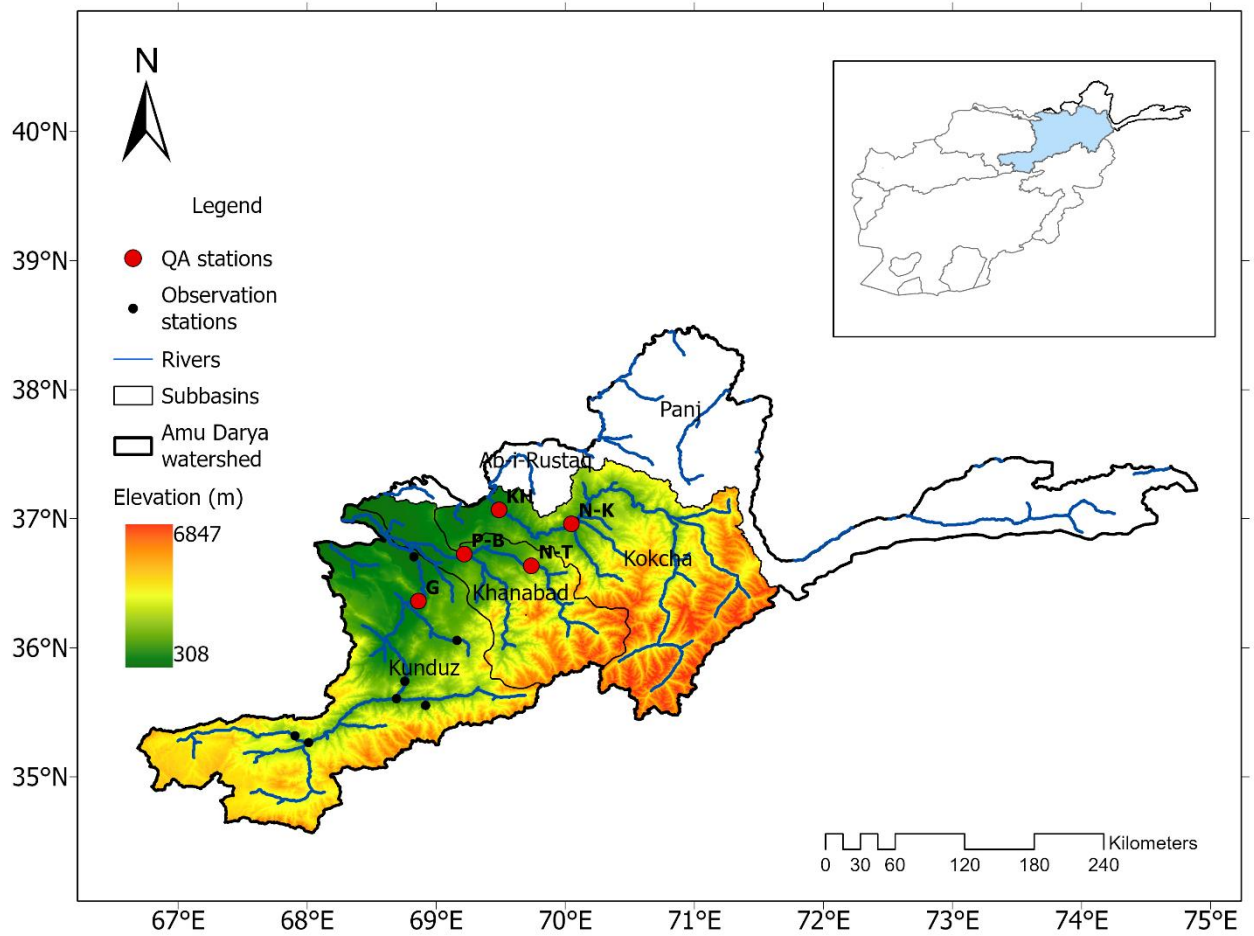 N
Legend
QA stations
Observation
stations
Rivers
Subbasins
Amu Darya
watershed
Elevation (m)
6847
308
40°N
39°N
38°N
37°N
36°N
35°N
Panj
Ab-i-Rustaq
KH
N-K
P-B
N-T
Kokcha
Khanabad
G
Kunduz
Kilometers
0 30 60 120 180 240
67°E 68°E 69°E 70°E 71°E 72°E 73°E 74°E 75°E